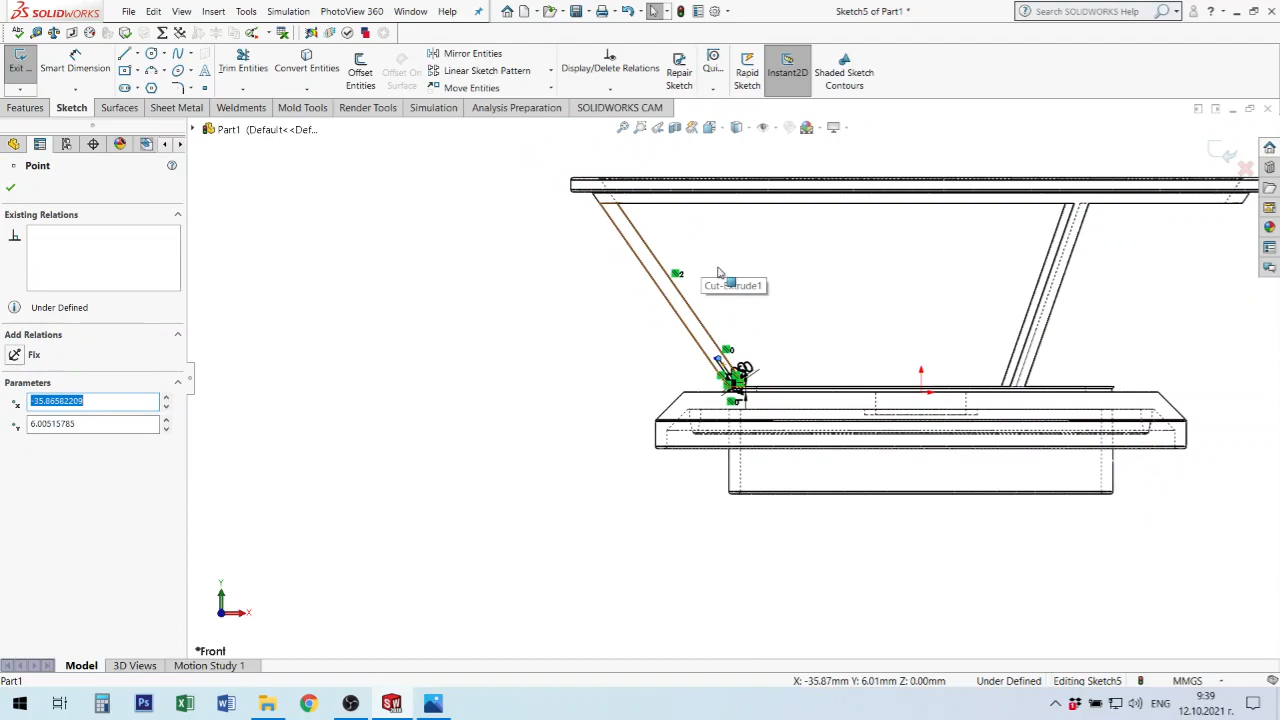 SOLIDWORKS
File
Edit
View
Insert
Tools
Simulation
PhotoView 360
Window
Help
Sketch5 of Part1 *
Search SOLIDWORKS Help
Exit ...
Smart Dimension
Trim Entities
Convert Entities
Offset
Entities
Offset On
Surface
Mirror Entities
Linear Sketch Pattern
Move Entities
Display/Delete Relations
Repair
Sketch
Qui...
Rapid
Sketch
Instant2D
Shaded Sketch
Contours
Features
Sketch
Surfaces
Sheet Metal
Weldments
Mold Tools
Render Tools
Simulation
Analysis Preparation
SOLIDWORKS CAM
Part1 (Default< <Def...
Point
Existing Relations
Under Defined
Add Relations
Fix
Parameters
-35.86582209
6.00515785
2
Cut-Extrude1
0
Y
X
*Front
Model
3D Views
Motion Study 1
Part1
X: -35.87mm Y: 6.01mm Z: 0.00mm
Under Defined
Editing Sketch5
MMGS
ENG
9:39
12.10.2021 г.